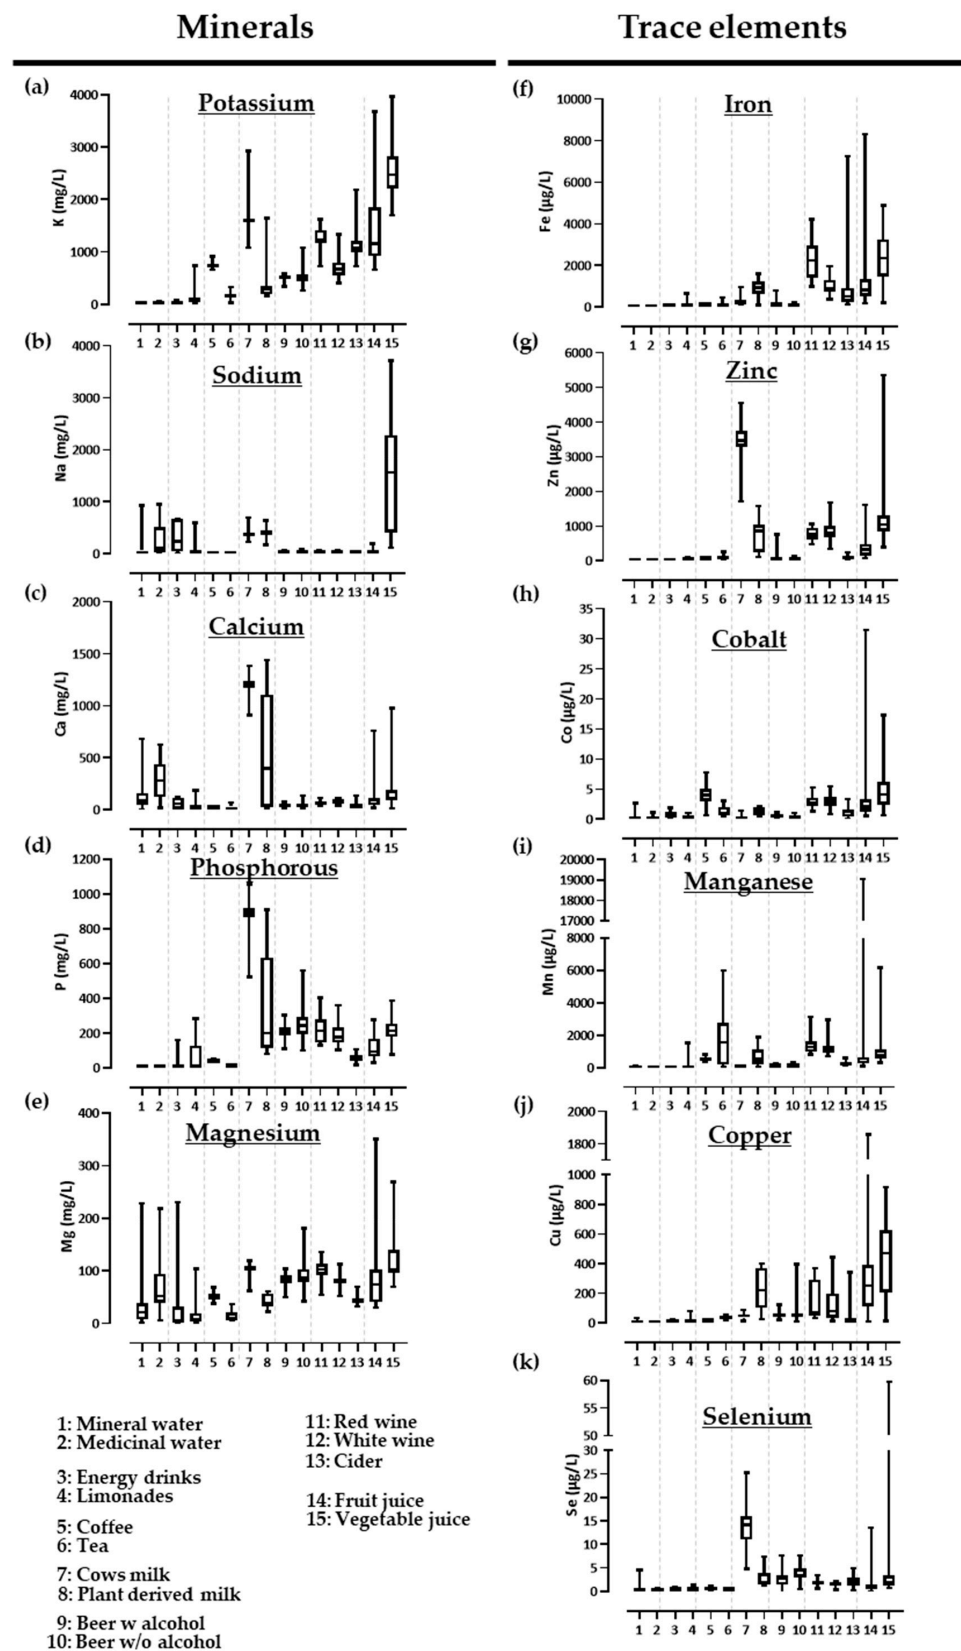 Minerals
Trace elements
(a)
Potassium
K (mg/L)
4000
3000
2000
1000
0
1 2 3 4 5 6 7 8 9 10 11 12 13 14 15
(b)
Sodium
Na (mg/L)
4000
3000
2000
1000
0
1 2 3 4 5 6 7 8 9 10 11 12 13 14 15
(c)
Calcium
Ca (mg/L)
2000
1500
1000
500
0
1 2 3 4 5 6 7 8 9 10 11 12 13 14 15
(d)
Phosphorous
P (mg/L)
1200
1000
800
600
400
200
0
1 2 3 4 5 6 7 8 9 10 11 12 13 14 15
(e)
Magnesium
Mg (mg/L)
400
300
200
100
0
1 2 3 4 5 6 7 8 9 10 11 12 13 14 15
(f)
Iron
Fe (µg/L)
10000
8000
6000
4000
2000
0
1 2 3 4 5 6 7 8 9 10 11 12 13 14 15
(g)
Zinc
Zn (µg/L)
6000
5000
4000
3000
2000
1000
0
1 2 3 4 5 6 7 8 9 10 11 12 13 14 15
(h)
Cobalt
Co (µg/L)
35
30
25
20
15
10
5
0
1 2 3 4 5 6 7 8 9 10 11 12 13 14 15
(i)
Manganese
Mn (µg/L)
20000
19000
18000
17000
8000
6000
4000
2000
0
1 2 3 4 5 6 7 8 9 10 11 12 13 14 15
(j)
Copper
Cu (µg/L)
2000
1800
1000
800
600
400
200
0
1 2 3 4 5 6 7 8 9 10 11 12 13 14 15
(k)
Selenium
Se (µg/L)
60
55
50
30
25
20
15
10
5
0
1 2 3 4 5 6 7 8 9 10 11 12 13 14 15
1: Mineral water
2: Medicinal water
3: Energy drinks
4: Limonades
5: Coffee
6: Tea
7: Cows milk
8: Plant derived milk
9: Beer w alcohol
10: Beer w/o alcohol
11: Red wine
12: White wine
13: Cider
14: Fruit juice
15: Vegetable juice